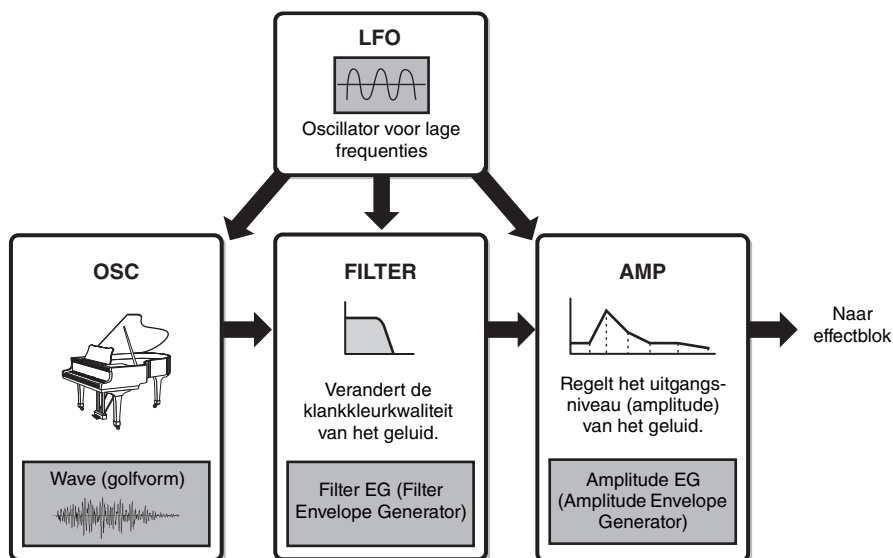 LFO
Oscillator voor lage
frequenties
OSC
Wave (golfvorm)
FILTER
Verandert de
klankkleurkwaliteit
van het geluid.
Filter EG (Filter
Envelope Generator)
AMP
Regelt het uitgangs-
niveau (amplitude)
van het geluid.
Amplitude EG
(Amplitude Envelope
Generator)
Naar
effectblok